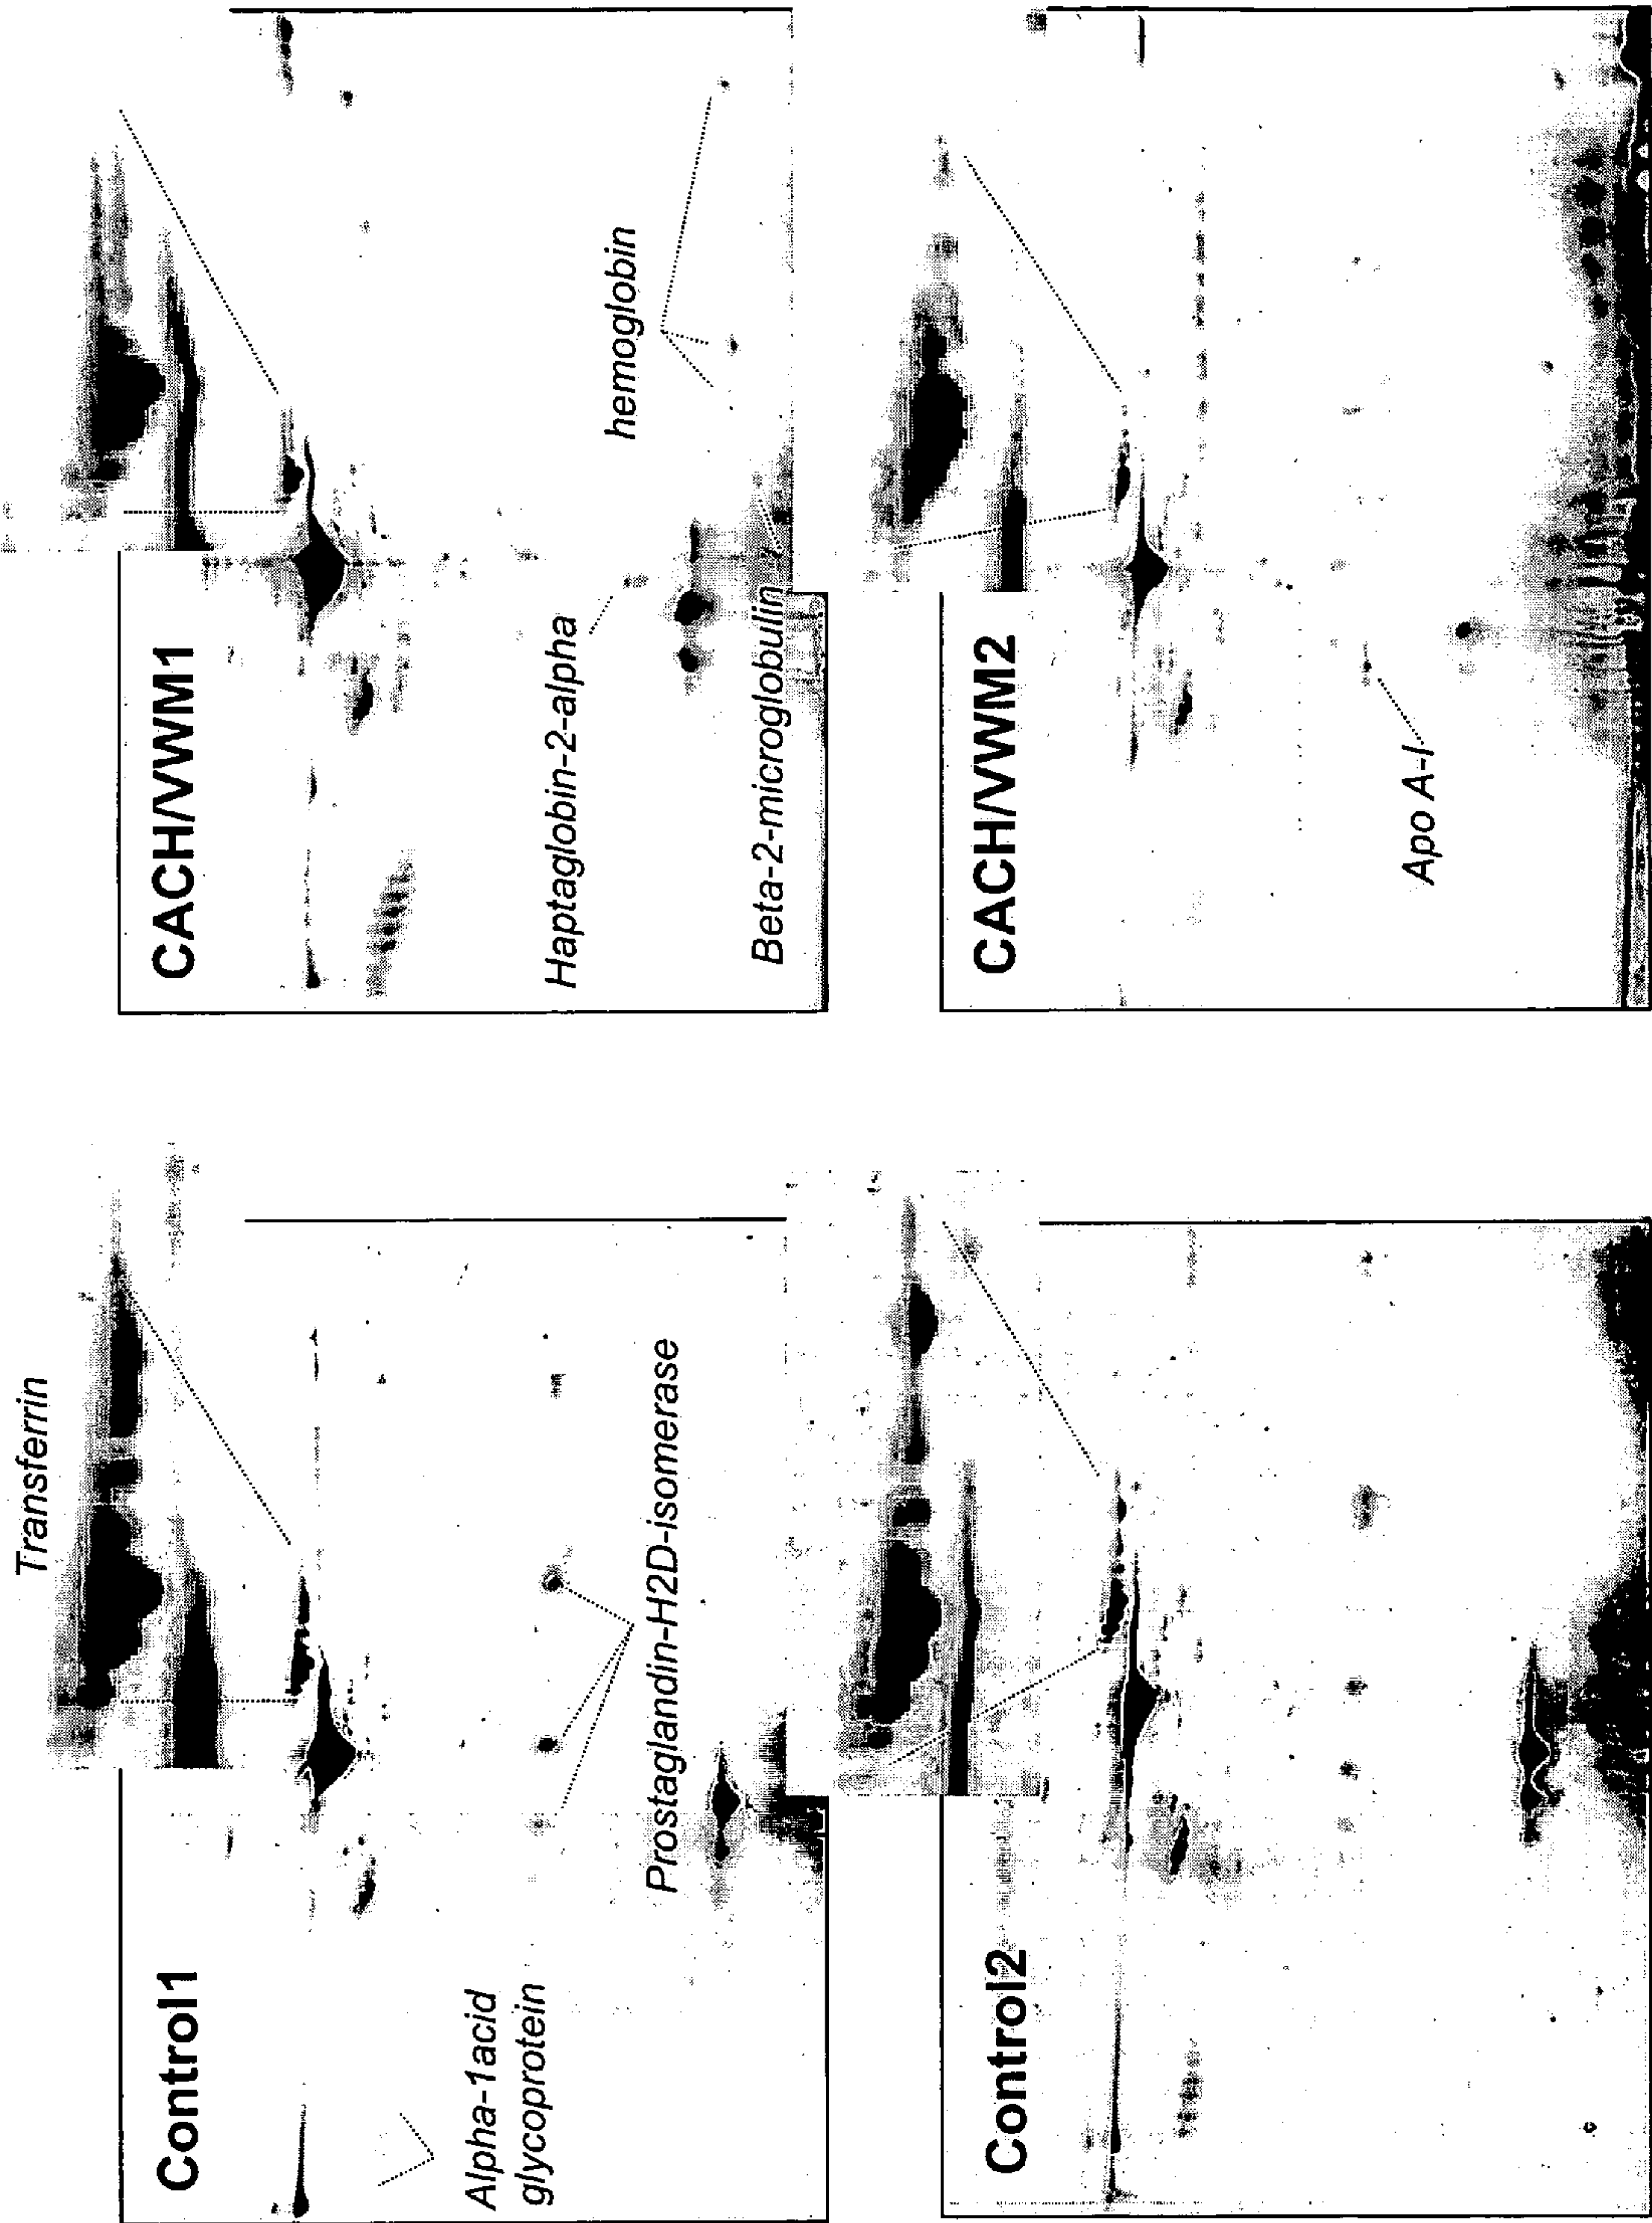 Transferrin
Control1
Alpha-1acid
glycoprotein
Prostaglandin-H2D-isomerase
CACH/VWM1
Haptaglobin-2-alpha
hemoglobin
Beta-2-microglobulin
Control2
CACH/VWM2
Apo A-I